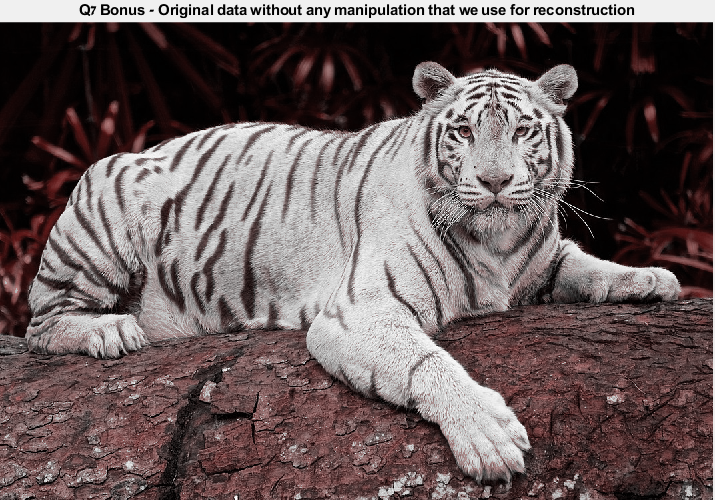 Q7 Bonus - Original data without any manipulation that we use for reconstruction